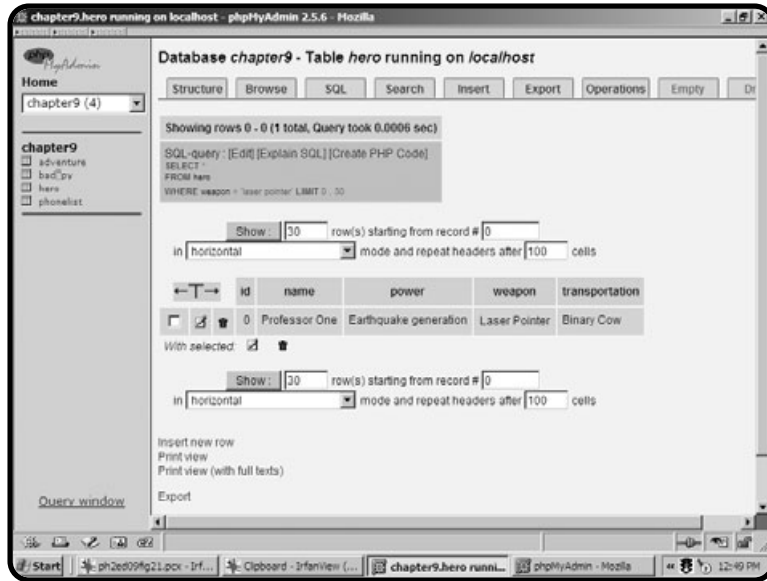 chapter9.hero running on localhost - phpMyAdmin 2.5.6 - Mozilla
php
MyAdmin
Home
chapter9 (4)
chapter9
adventure
bad_py
hero
phonelist
Query window
Database chapter9 - Table hero running on localhost
Structure Browse SQL Search Insert Export Operations Empty
Showing rows 0 - 0 (1 total, Query took 0.0006 sec)
SQL-query : [Edit] [Explain SQL] [Create PHP Code]
SELECT *
FROM hero
WHERE weapon = 'laser pointer' LIMIT 0 , 30
Show : 30 row(s) starting from record # 0
in horizontal mode and repeat headers after 100 cells
←T→ id name power weapon transportation
0 Professor One Earthquake generation Laser Pointer Binary Cow
With selected:
Show : 30 row(s) starting from record # 0
in horizontal mode and repeat headers after 100 cells
Insert new row
Print view
Print view (with full texts)
Export
Start ph2ed09fig21.pcx - Irf... Clipboard - IrfanView (... chapter9.hero runni... phpMyAdmin - Mozilla « 12:49 PM